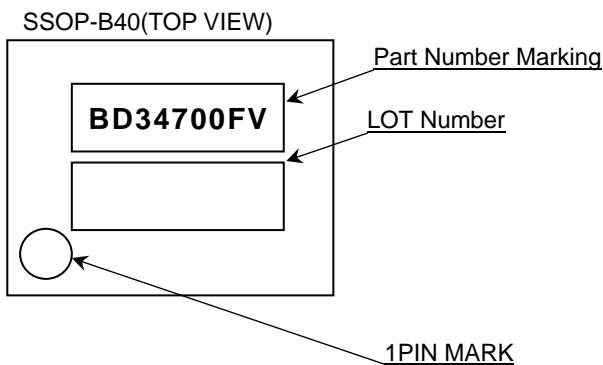 SSOP-B40(TOP VIEW)
Part Number Marking
BD34700FV
LOT Number
1PIN MARK